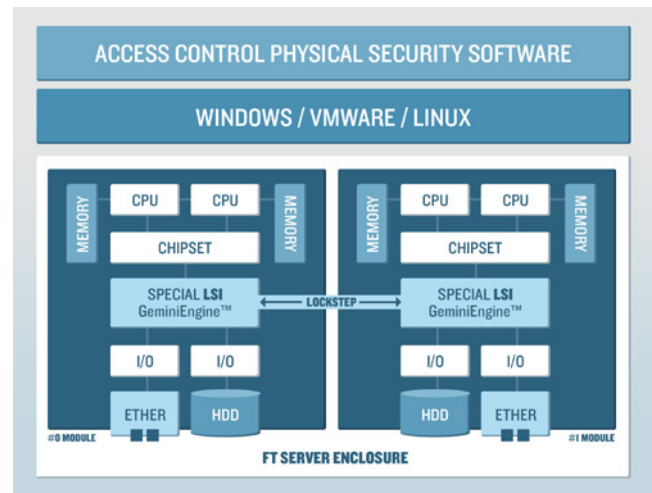 ACCESS CONTROL PHYSICAL SECURITY SOFTWARE
WINDOWS / VMWARE / LINUX
MEMORY
CPU
CPU
MEMORY
CHIPSET
SPECIAL LSI
GeminiEngine™
I/O
I/O
ETHER
HDD
#0 MODULE
LOCKSTEP
MEMORY
CPU
CPU
MEMORY
CHIPSET
SPECIAL LSI
GeminiEngine™
I/O
I/O
HDD
ETHER
#1 MODULE
FT SERVER ENCLOSURE